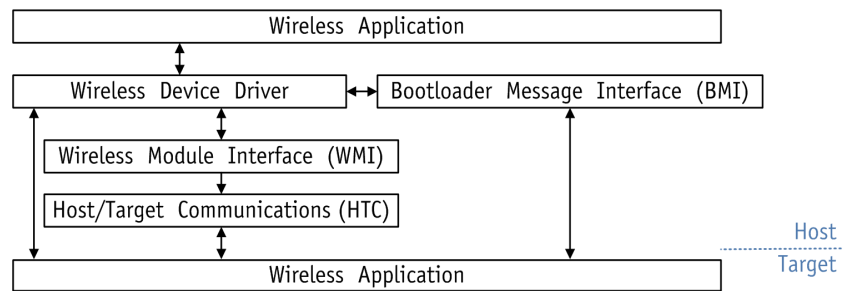 Wireless Application
Wireless Device Driver
Bootloader Message Interface (BMI)
Wireless Module Interface (WMI)
Host/Target Communications (HTC)
Host
Target
Wireless Application